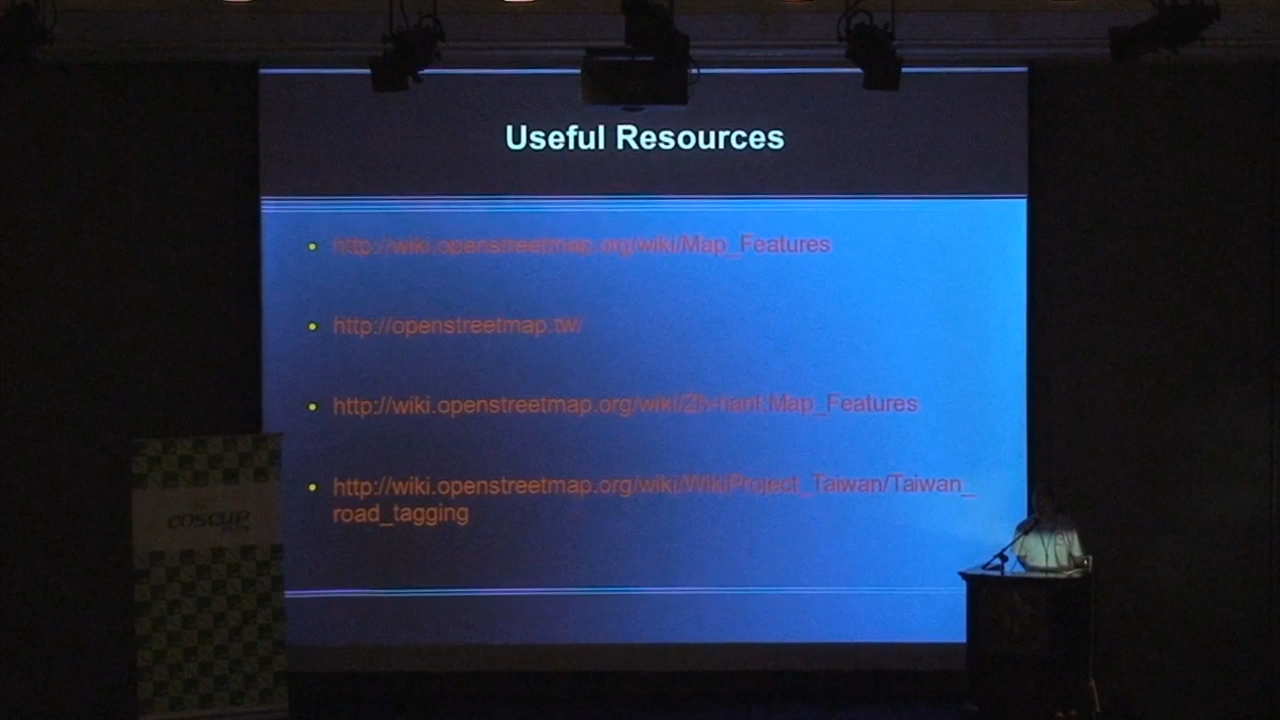 Useful Resources
http://wiki.openstreetmap.org/wiki/Map_Features
http://openstreetmap.tw/
http://wiki.openstreetmap.org/wiki/Zh-hant:Map_Features
http://wiki.openstreetmap.org/wiki/WikiProject_Taiwan/Taiwan_
road_tagging
COSCUP